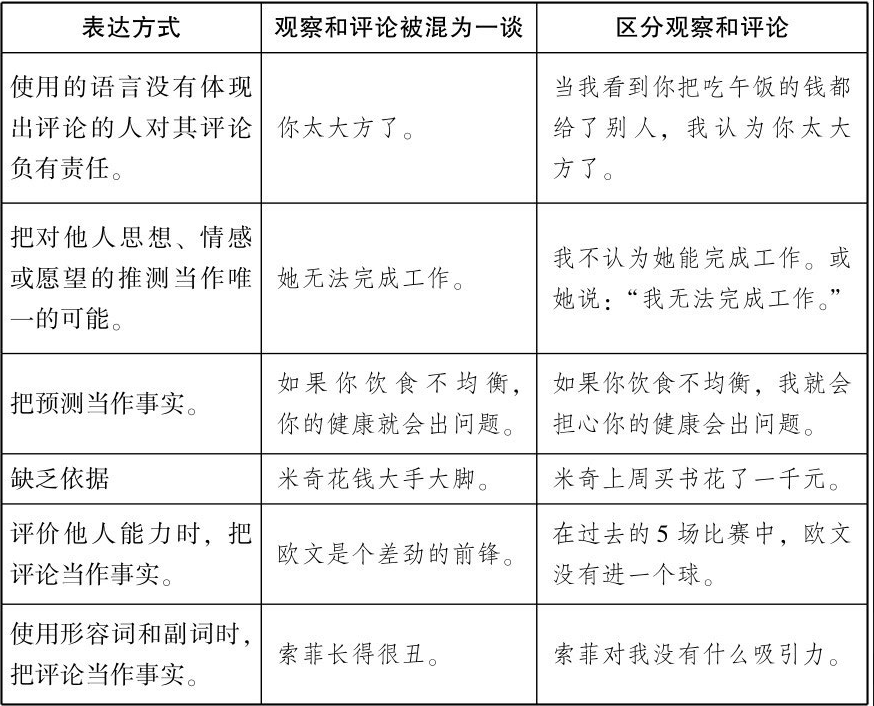 表达方式 观察和评论被混为一谈 区分观察和评论
使用的语言没有体现
出评论的人对其评论
负有责任。
你太大方了。
当我看到你把吃午饭的钱都
给了别人，我认为你太大
方了。
把对他人思想、情感
或愿望的推测当作唯
一的可能。
她无法完成工作。
我不认为她能完成工作。或
她说：“我无法完成工作。”
把预测当作事实。
如果你饮食不均衡，
你的健康就会出问题。
如果你饮食不均衡，我就会
担心你的健康会出问题。
缺乏依据
米奇花钱大手大脚。
米奇上周买书花了一千元。
评价他人能力时，把
评论当作事实。
欧文是个差劲的前锋。
在过去的5场比赛中，欧文
没有进一个球。
使用形容词和副词时，
把评论当作事实。
索菲长得很丑。
索菲对我没有什么吸引力。